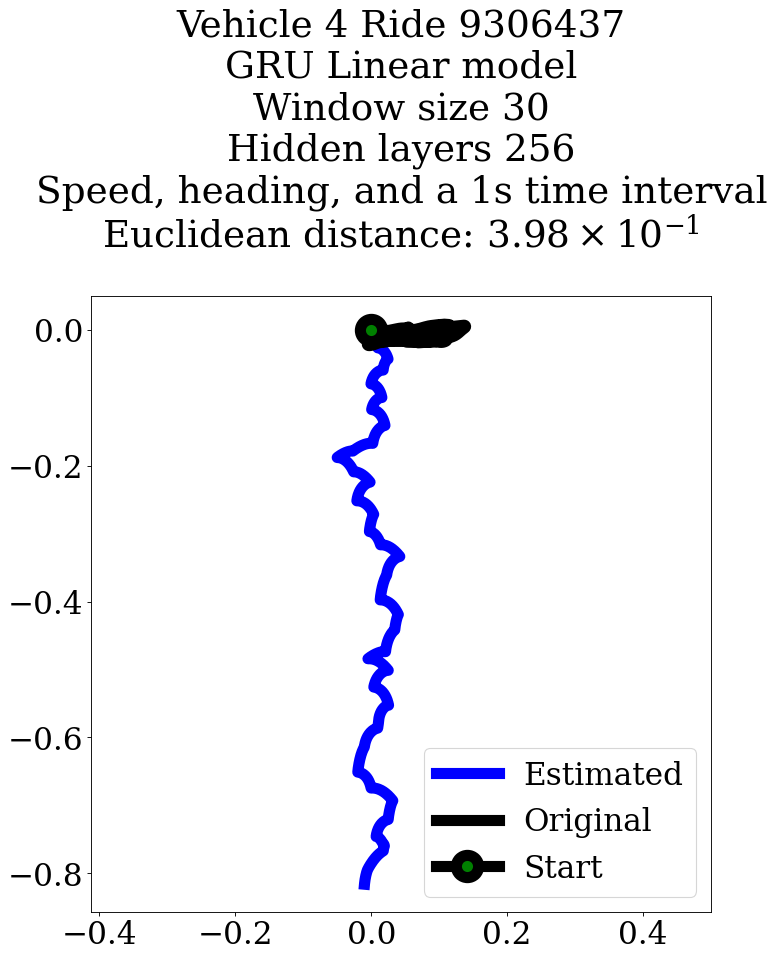 Vehicle 4 Ride 9306437
GRU Linear model
Window size 30
Hidden layers 256
Speed, heading, and a 1s time interval
Euclidean distance: 3.98 × 10⁻¹
0.0
−0.2
−0.4
−0.6
−0.8
Estimated
Original
Start
−0.4 −0.2 0.0 0.2 0.4